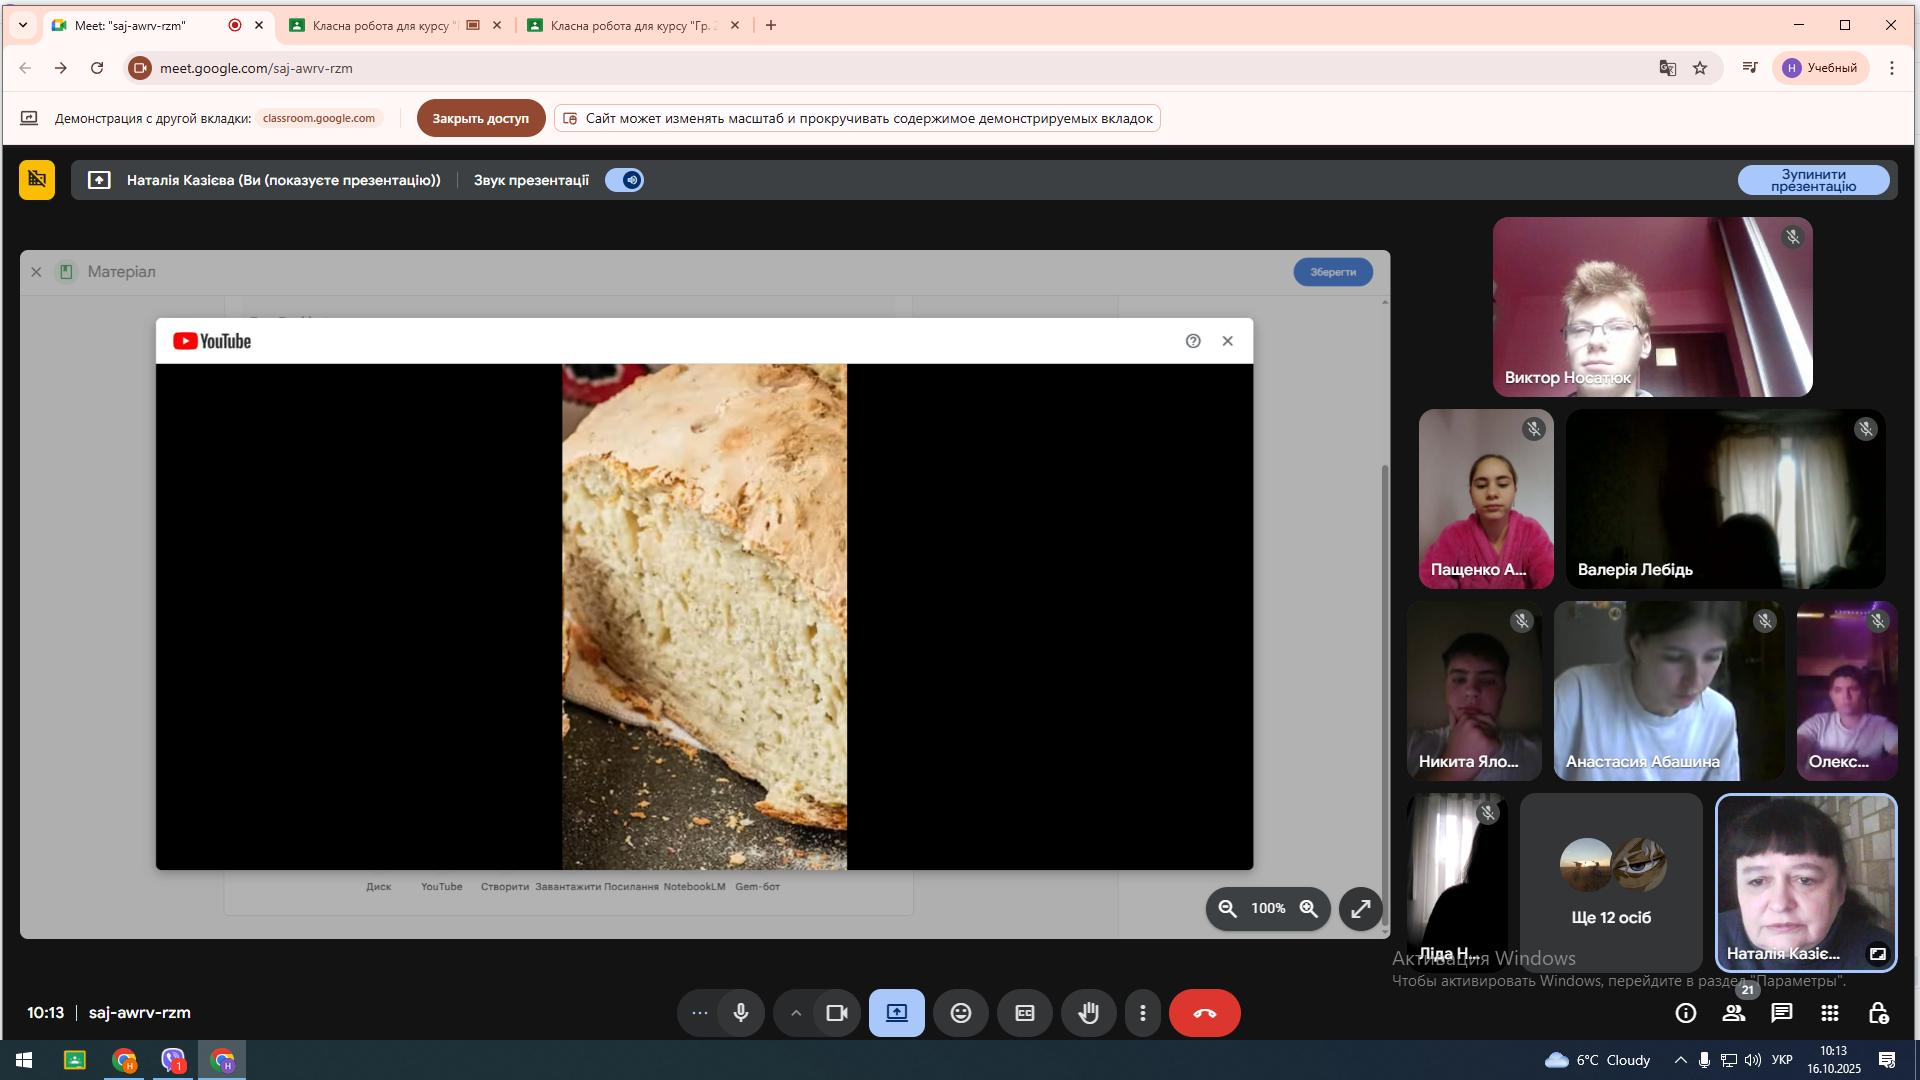 Meet: "saj-awrv-rzm"
Класна робота для курсу "
Класна робота для курсу "Гр. 2
meet.google.com/saj-awrv-rzm
Н
Учебный
Демонстрация с другой вкладки:
classroom.google.com
Закрыть доступ
Сайт может изменять масштаб и прокручивать содержимое демонстрируемых вкладок
Наталія Казієва (Ви (показуєте презентацію))
Звук презентації
Зупинити презентацію
Матеріал
Зберегти
YouTube
Диск
YouTube
Створити
Завантажити
Посилання
NotebookLM
Gem-бот
100%
Виктор Носатюк
Пащенко А...
Валерія Лебідь
Никита Яло...
Анастасия Абашина
Олекс...
Ліда Н...
Ще 12 осіб
Наталія Казіє...
Активация Windows
Чтобы активировать Windows, перейдите в раздел "Параметры".
10:13
saj-awrv-rzm
CC
21
1
6°C Cloudy
УКР
10:13
16.10.2025